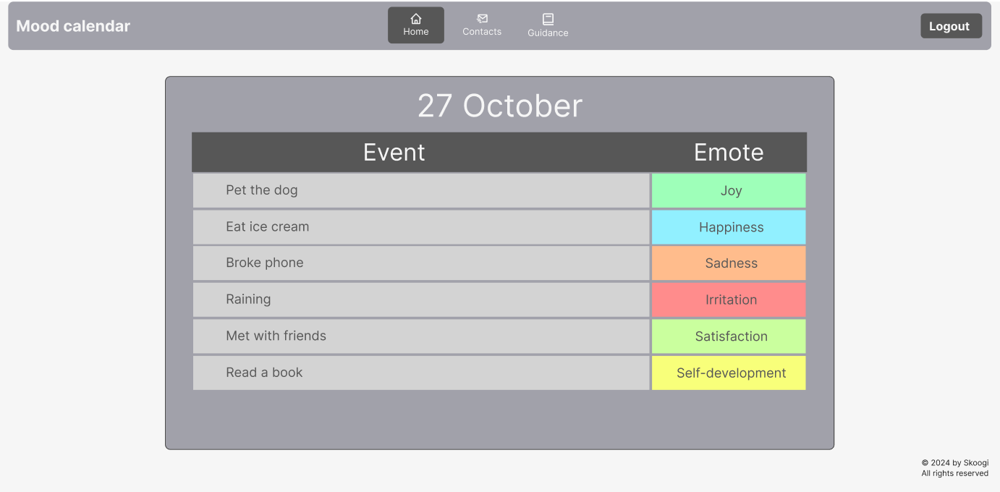 Mood calendar
Home
Contacts
Guidance
Logout
27 October
Event Emote
Pet the dog Joy
Eat ice cream Happiness
Broke phone Sadness
Raining Irritation
Met with friends Satisfaction
Read a book Self-development
© 2024 by Skoogi
All rights reserved